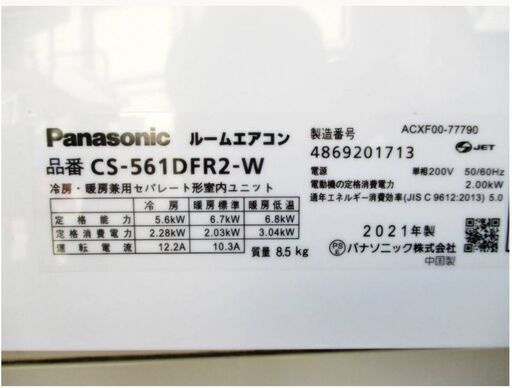 Panasonic ルームエアコン
品番 CS-561DFR2-W
冷房・暖房兼用セパレート形室内ユニット
冷房 暖房標準 暖房低温
定格能力 5.6kW 6.7kW 6.8kW
定格消費電力 2.28kW 2.03kW 3.04kW
運転電流 12.2A 10.3A
質量 8.5 kg
ACXF00-77790
製造番号
4869201713
JET
電源 単相200V 50/60Hz
電動機の定格消費電力 2.00kW
通年エネルギー消費効率(JIS C 9612:2013) 5.0
2021年製
PSE パナソニック株式会社
中国製